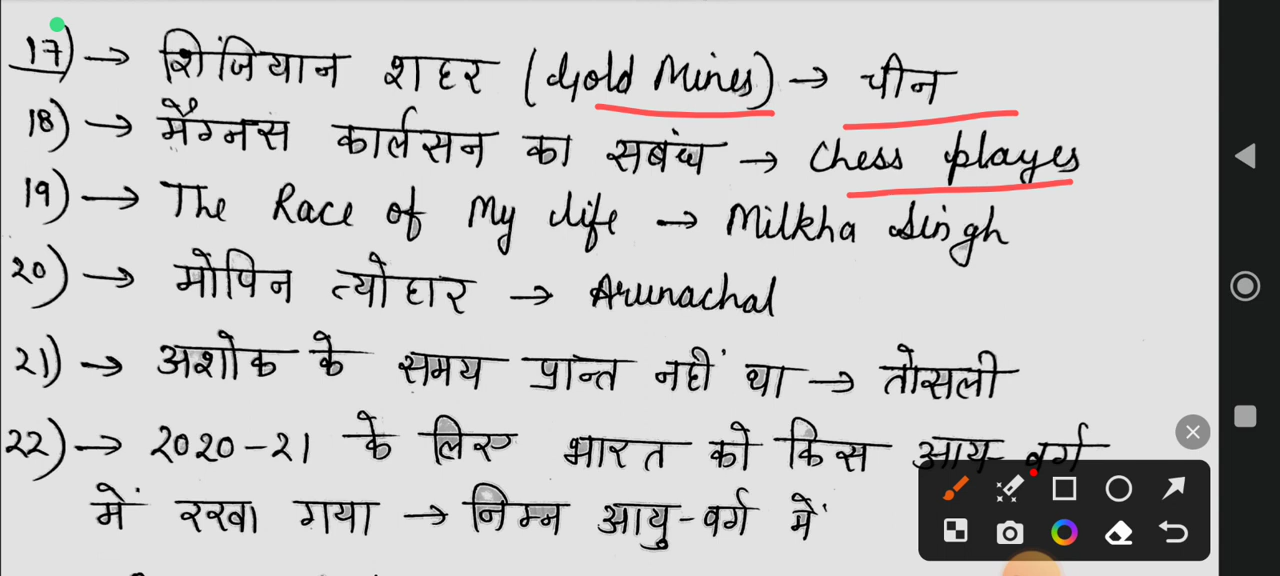 17) → शिंजियान शहर (Gold Mines) → चीन
18) → मैग्नस कार्लसन का सबंध → Chess players
19) → The Race of My life → Milkha Singh
20) → मोपिन त्योहार → Arunachal
21) → अशोक के समय प्रान्त नहीं था → तोसली
22) → 2020-21 के लिए भारत को किस आय-वर्ग
में रखा गया → निम्न आयु-वर्ग में